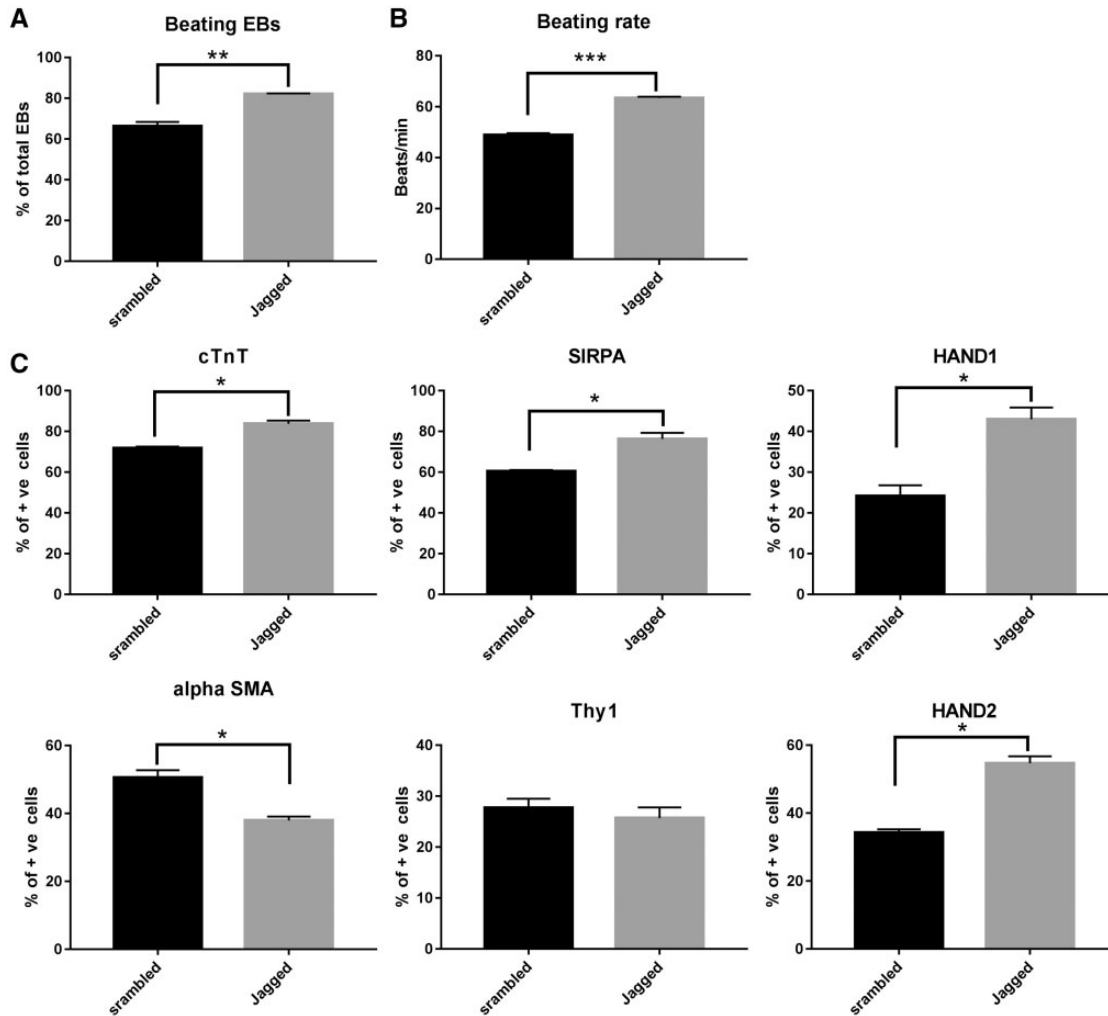 A
Beating EBs
% of total EBs
100
80
60
40
20
0
**
srambled
Jagged
B
Beating rate
Beats/min
80
60
40
20
0
***
srambled
Jagged
C
cTnT
% of + ve cells
100
80
60
40
20
0
*
srambled
Jagged
SIRPA
% of + ve cells
100
80
60
40
20
0
*
srambled
Jagged
HAND1
% of + ve cells
50
40
30
20
10
0
*
srambled
Jagged
alpha SMA
% of + ve cells
60
40
20
0
*
srambled
Jagged
Thy1
% of + ve cells
40
30
20
10
0
srambled
Jagged
HAND2
% of + ve cells
60
40
20
0
*
srambled
Jagged